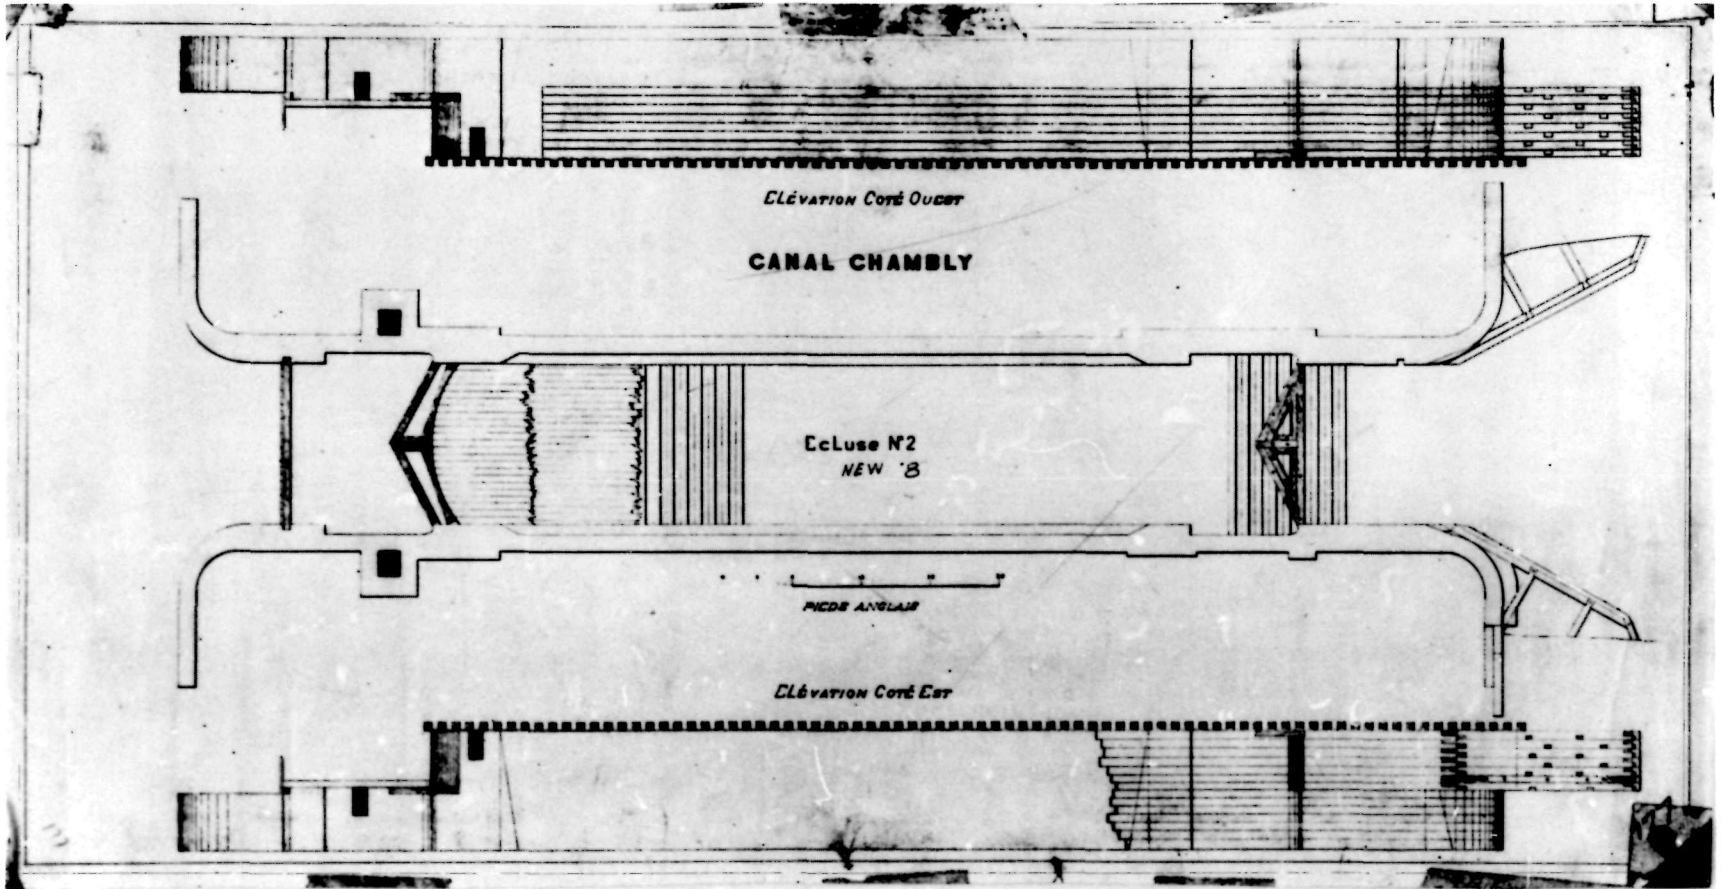 ELÉVATION COTÉ OUEST
CANAL CHAMBLY
EcLuse N°2
NEW 8
PIEDS ANGLAIS
ELÉVATION COTÉ EST